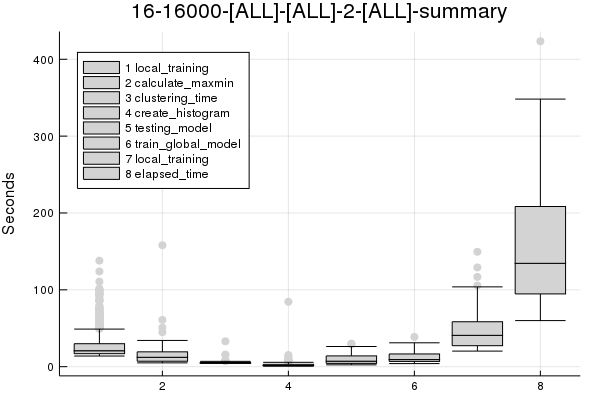 16-16000-[ALL]-[ALL]-2-[ALL]-summary
400
300
200
100
0
Seconds
1 local_training
2 calculate_maxmin
3 clustering_time
4 create_histogram
5 testing_model
6 train_global_model
7 local_training
8 elapsed_time
2
4
6
8